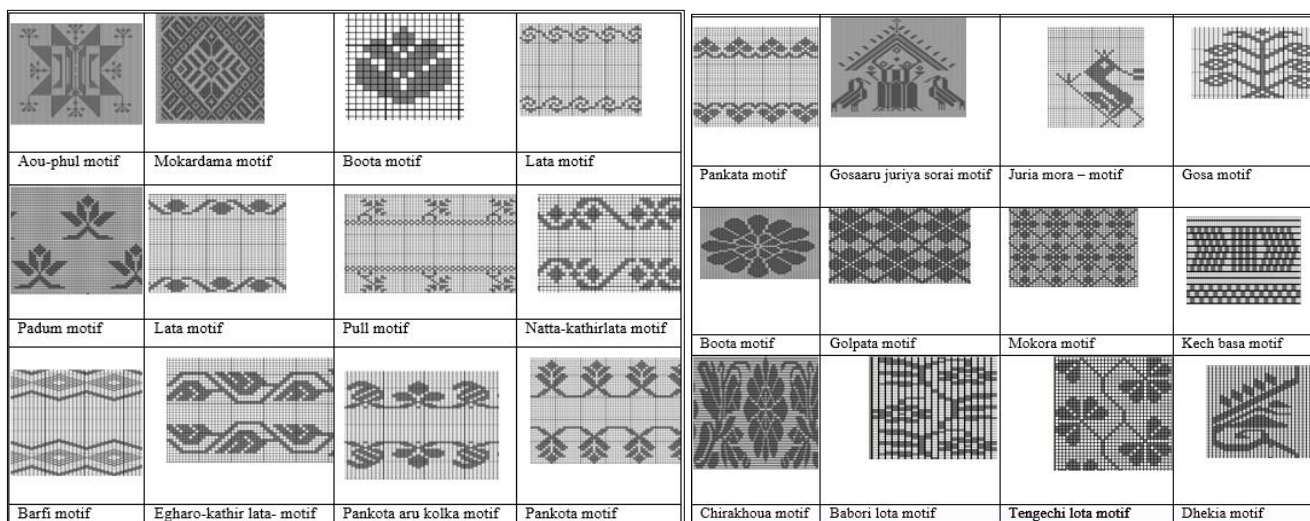 Aou-phul motif
Mokardama motif
Boota motif
Lata motif
Padum motif
Lata motif
Pull motif
Natta-kathirlata motif
Barfi motif
Egharo-kathir lata- motif
Pankota aru kolka motif
Pankota motif
Pankata motif
Gosaaru juriya sorai motif
Juria mora – motif
Gosa motif
Boota motif
Golpata motif
Mokora motif
Kech basa motif
Chirakhoua motif
Babori lota motif
Tengechi lota motif
Dhekia motif